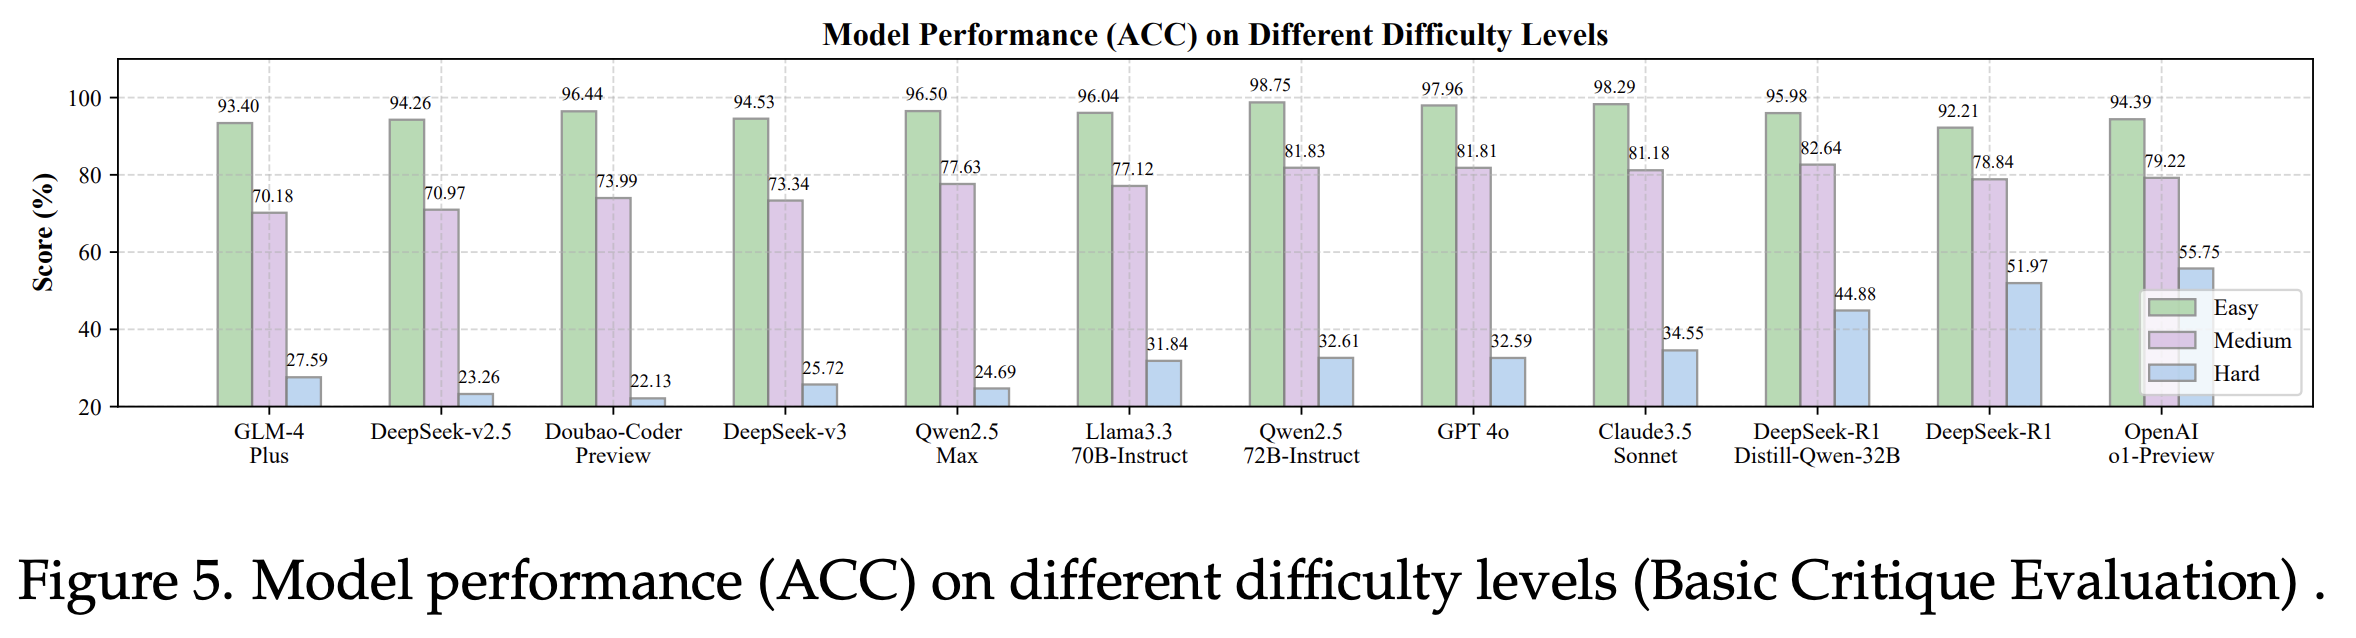 Model Performance (ACC) on Different Difficulty Levels
Score (%)
100
80
60
40
20
93.40
70.18
27.59
94.26
70.97
23.26
96.44
73.99
22.13
94.53
73.34
25.72
96.50
77.63
24.69
96.04
77.12
31.84
98.75
81.83
32.61
97.96
81.81
32.59
98.29
81.18
34.55
95.98
82.64
44.88
92.21
78.84
51.97
94.39
79.22
55.75
Easy
Medium
Hard
GLM-4
Plus
DeepSeek-v2.5
Doubao-Coder
Preview
DeepSeek-v3
Qwen2.5
Max
Llama3.3
70B-Instruct
Qwen2.5
72B-Instruct
GPT 4o
Claude3.5
Sonnet
DeepSeek-R1
Distill-Qwen-32B
DeepSeek-R1
OpenAI
o1-Preview
Figure 5. Model performance (ACC) on different difficulty levels (Basic Critique Evaluation) .